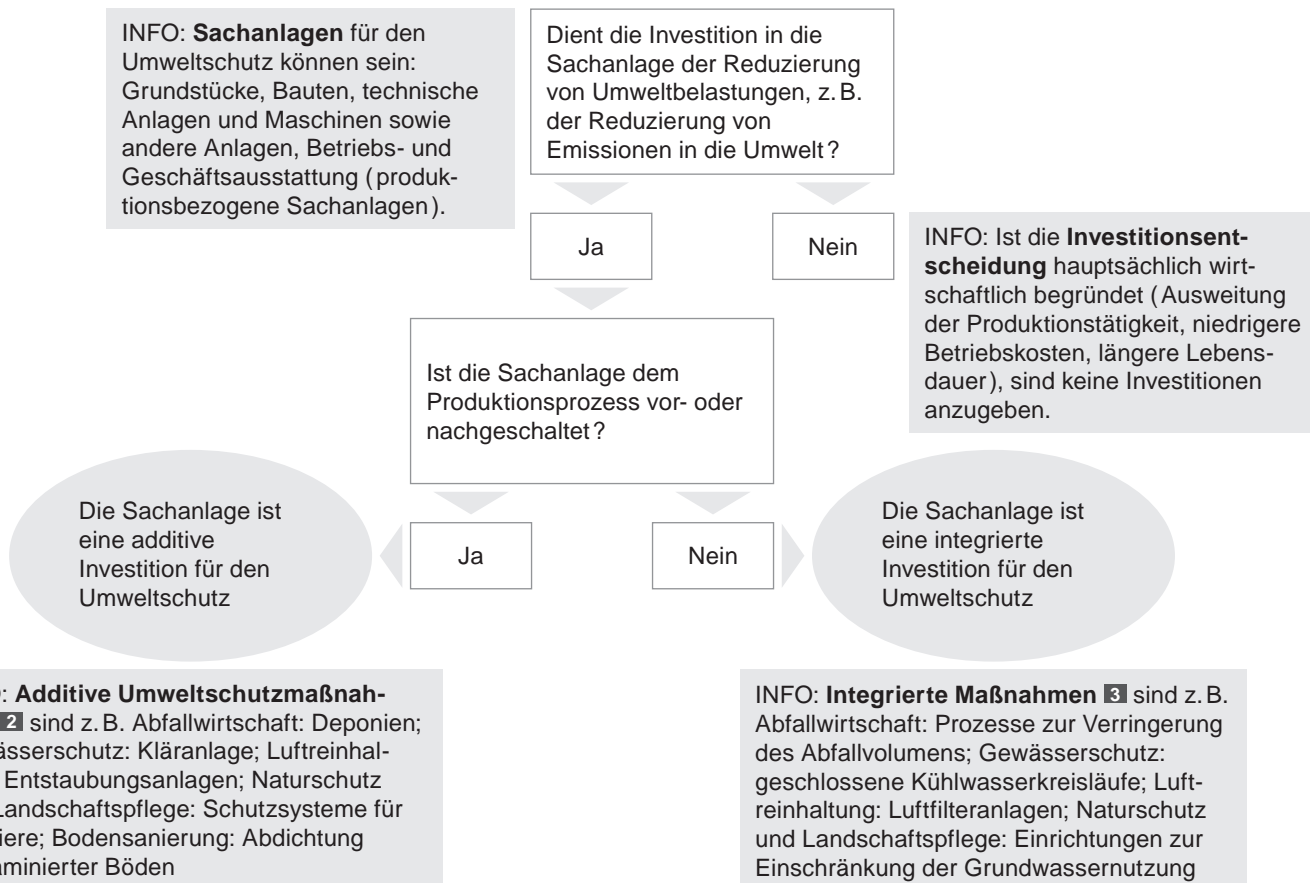 INFO: Sachanlagen für den
Umweltschutz können sein:
Grundstücke, Bauten, technische
Anlagen und Maschinen sowie
andere Anlagen, Betriebs- und
Geschäftsausstattung (produk-
tionsbezogene Sachanlagen).
Dient die Investition in die
Sachanlage der Reduzierung
von Umweltbelastungen, z. B.
der Reduzierung von
Emissionen in die Umwelt?
Ja
Nein
INFO: Ist die Investitionsent-
scheidung hauptsächlich wirt-
schaftlich begründet (Ausweitung
der Produktionstätigkeit, niedrigere
Betriebskosten, längere Lebens-
dauer), sind keine Investitionen
anzugeben.
Ist die Sachanlage dem
Produktionsprozess vor- oder
nachgeschaltet?
Die Sachanlage ist
eine additive
Investition für den
Umweltschutz
Ja
Nein
Die Sachanlage ist
eine integrierte
Investition für den
Umweltschutz
: Additive Umweltschutzmaßnah-
2 sind z. B. Abfallwirtschaft: Deponien;
Kläranlage; Luftreinhal-
Entstaubungsanlagen; Naturschutz
Landschaftspflege: Schutzsysteme für
Bodensanierung: Abdichtung
Böden
INFO: Integrierte Maßnahmen 3 sind z. B.
Abfallwirtschaft: Prozesse zur Verringerung
des Abfallvolumens; Gewässerschutz:
geschlossene Kühlwasserkreisläufe; Luft-
reinhaltung: Luftfilteranlagen; Naturschutz
und Landschaftspflege: Einrichtungen zur
Einschränkung der Grundwassernutzung